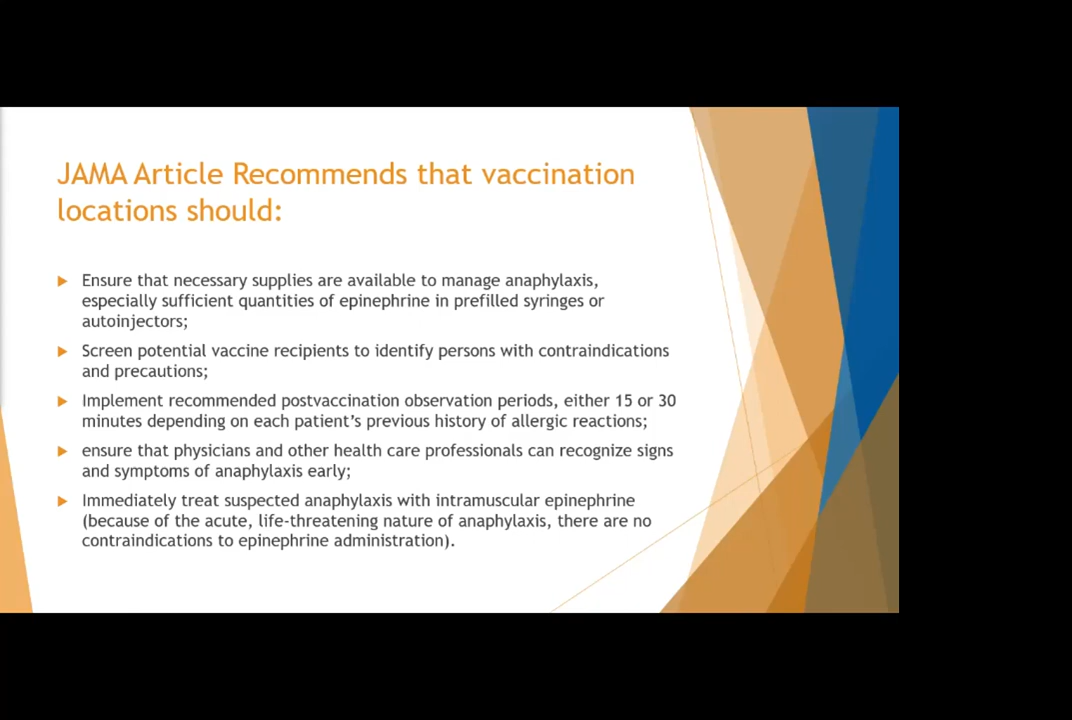 JAMA Article Recommends that vaccination
locations should:
Ensure that necessary supplies are available to manage anaphylaxis,
especially sufficient quantities of epinephrine in prefilled syringes or
autoinjectors;
Screen potential vaccine recipients to identify persons with contraindications
and precautions;
Implement recommended postvaccination observation periods, either 15 or 30
minutes depending on each patient’s previous history of allergic reactions;
ensure that physicians and other health care professionals can recognize signs
and symptoms of anaphylaxis early;
Immediately treat suspected anaphylaxis with intramuscular epinephrine
(because of the acute, life-threatening nature of anaphylaxis, there are no
contraindications to epinephrine administration).